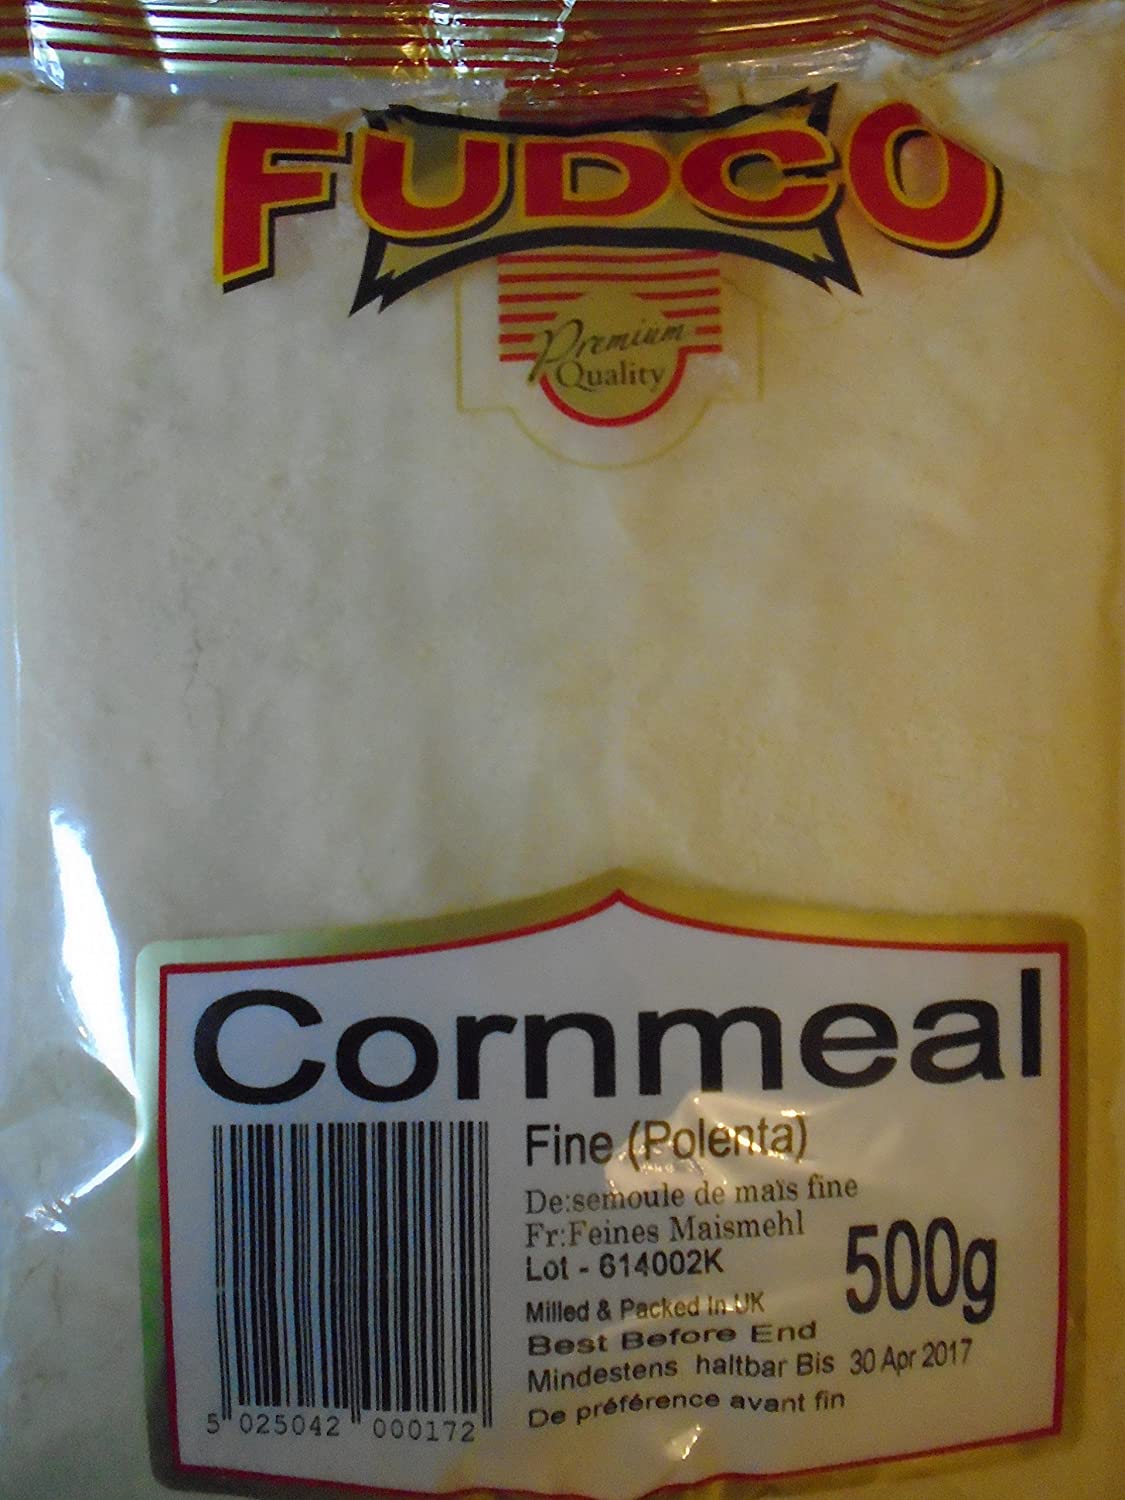 FUDCO
Premium
Quality
Cornmeal
Fine (Polenta)
De:semoule de maïs fine
Fr:Feines Maismehl
Lot - 614002K
500g
Milled & Packed In UK
Best Before End
Mindestens haltbar Bis 30 Apr 2017
De préférence avant fin
5 025042 000172